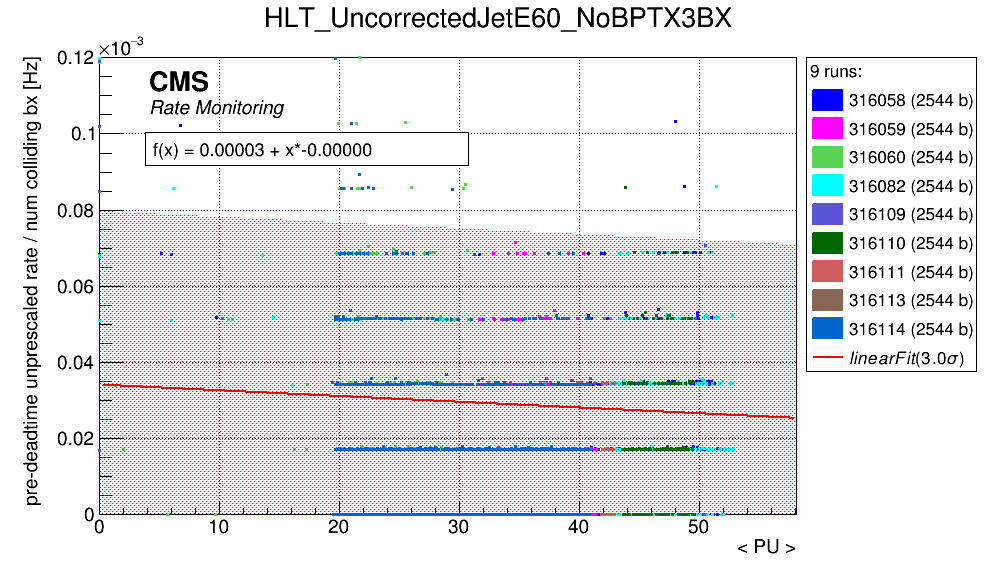 HLT_UncorrectedJetE60_NoBPTX3BX
×10⁻³
pre-deadtime unprescaled rate / num colliding bx [Hz]
0.12
0.1
0.08
0.06
0.04
0.02
0
CMS
Rate Monitoring
f(x) = 0.00003 + x*-0.00000
0 10 20 30 40 50
< PU >
9 runs:
316058 (2544 b)
316059 (2544 b)
316060 (2544 b)
316082 (2544 b)
316109 (2544 b)
316110 (2544 b)
316111 (2544 b)
316113 (2544 b)
316114 (2544 b)
linearFit(3.0σ)